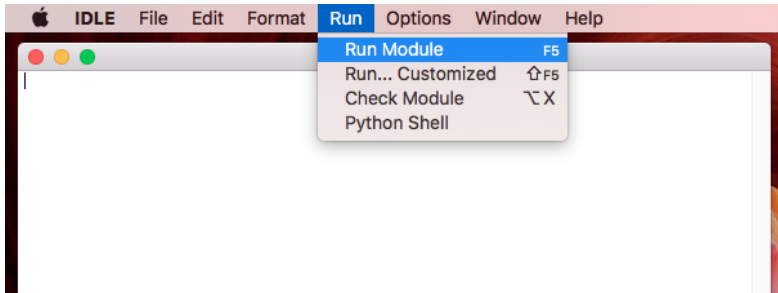 IDLE File Edit Format Run Options Window Help
Run Module F5
Run... Customized ⇧F5
Check Module ⌥X
Python Shell